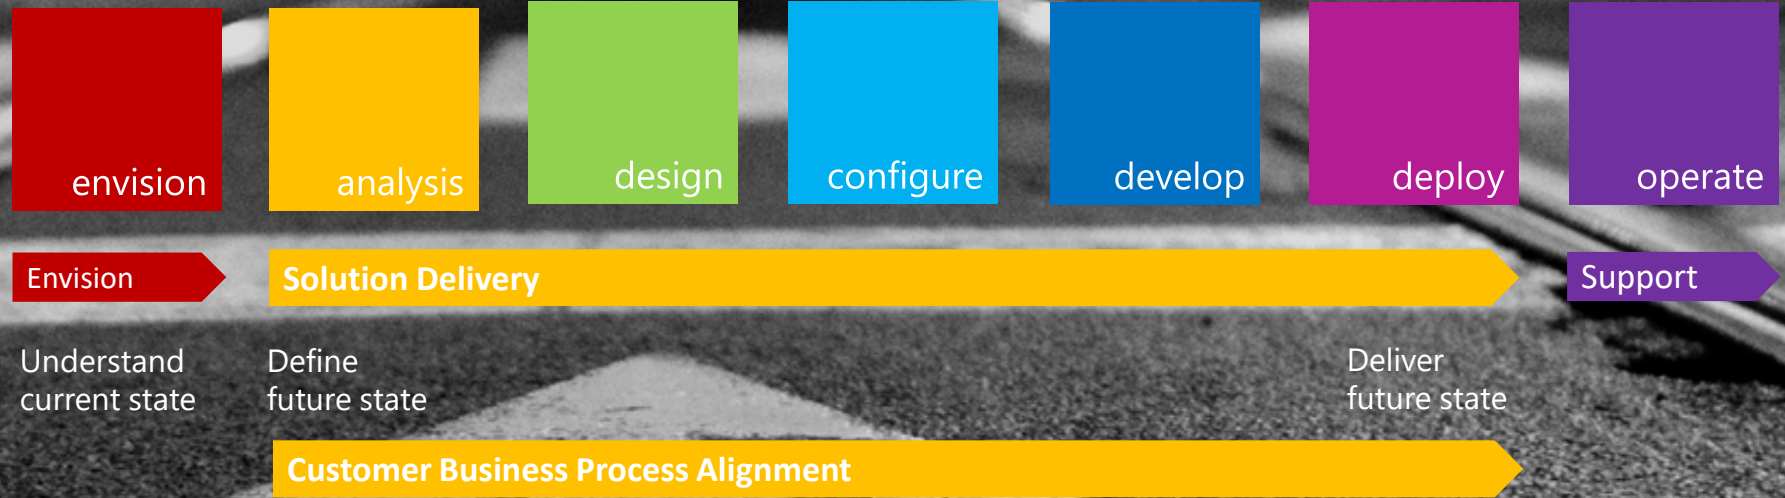 envision
analysis
design
configure
develop
deploy
operate
Envision
Solution Delivery
Support
Understand
current state
Define
future state
Deliver
future state
Customer Business Process Alignment